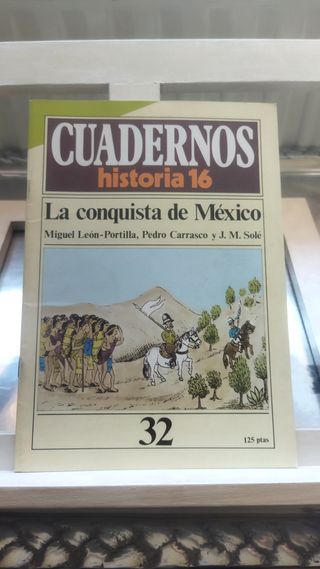 CUADERNOS
historia 16
La conquista de México
Miguel León-Portilla, Pedro Carrasco y J. M. Solé
32
125 ptas